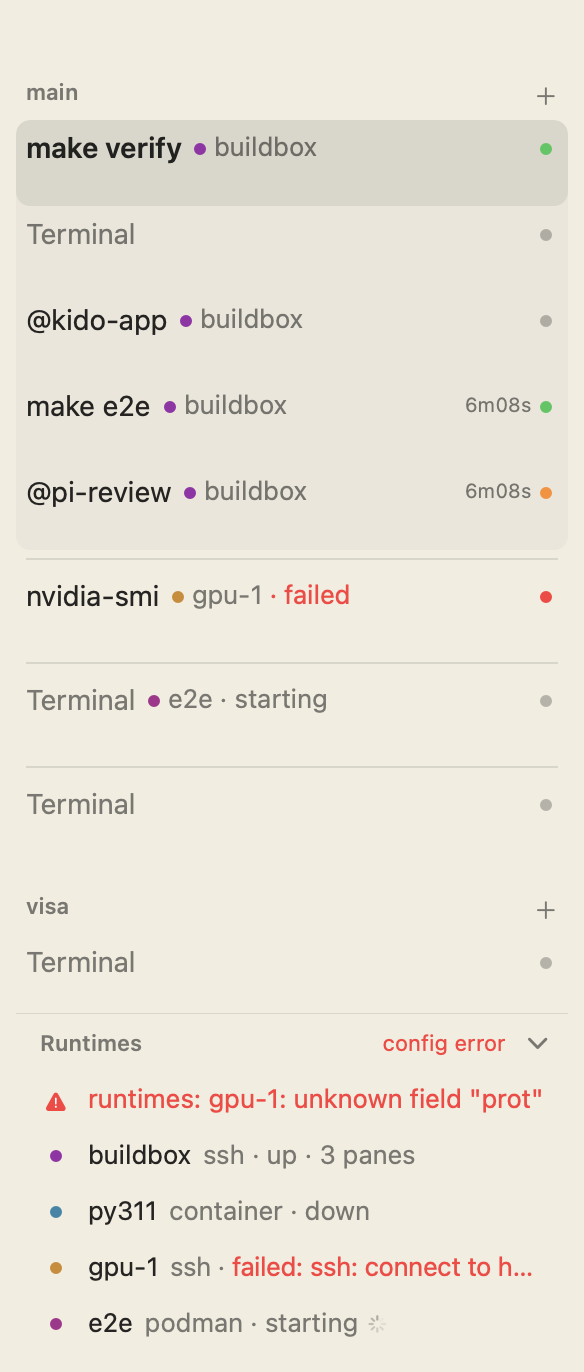 main +
make verify buildbox
Terminal
@kido-app buildbox
make e2e buildbox 6m08s
@pi-review buildbox 6m08s
nvidia-smi gpu-1 · failed
Terminal e2e · starting
Terminal
visa +
Terminal
Runtimes config error
runtimes: gpu-1: unknown field "prot"
buildbox ssh · up · 3 panes
py311 container · down
gpu-1 ssh · failed: ssh: connect to h...
e2e podman · starting